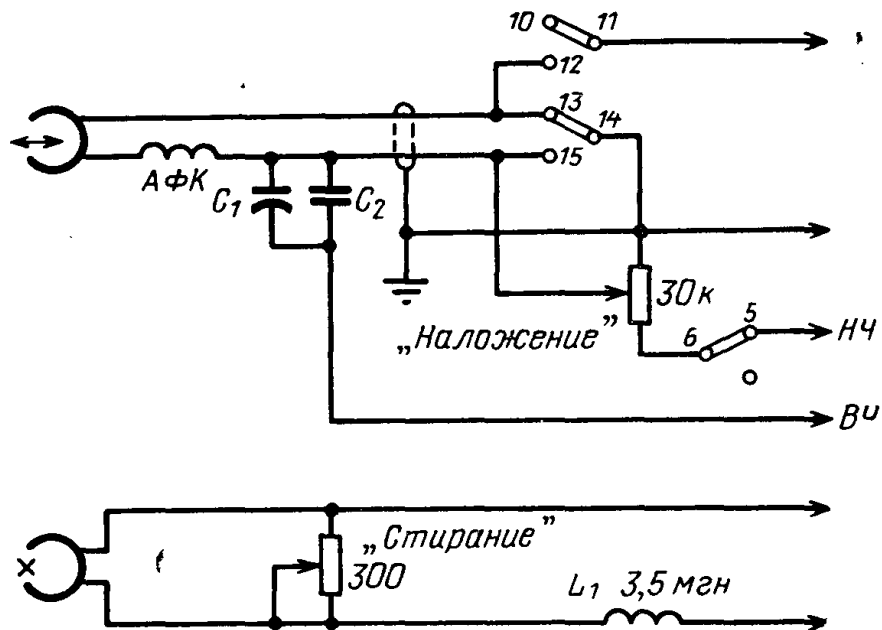 10 11
12
13 14
15
АФК
C1 C2
30к
„Наложение”
6 5
НЧ
ВЧ
„Стирание”
300
L1 3,5 мгн